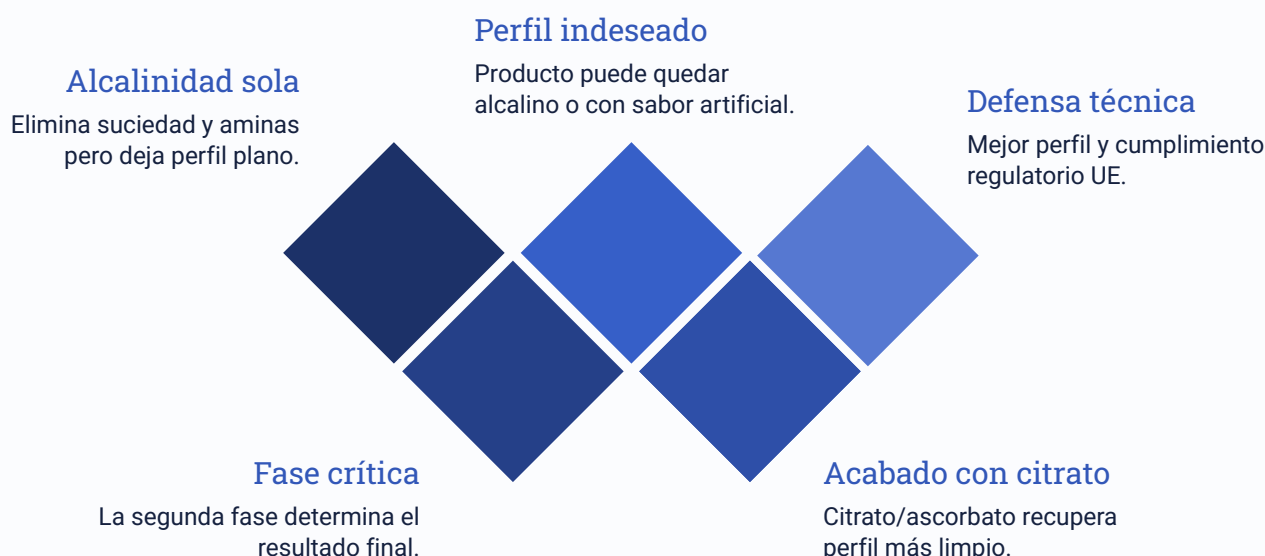 Alcalinidad sola
Elimina suciedad y aminas
pero deja perfil plano.
Fase crítica
La segunda fase determina el
resultado final.
Perfil indeseado
Producto puede quedar
alcalino o con sabor artificial.
Acabado con citrato
Citrato/ascorbato recupera
perfil más limpio.
Defensa técnica
Mejor perfil y cumplimiento
regulatorio UE.